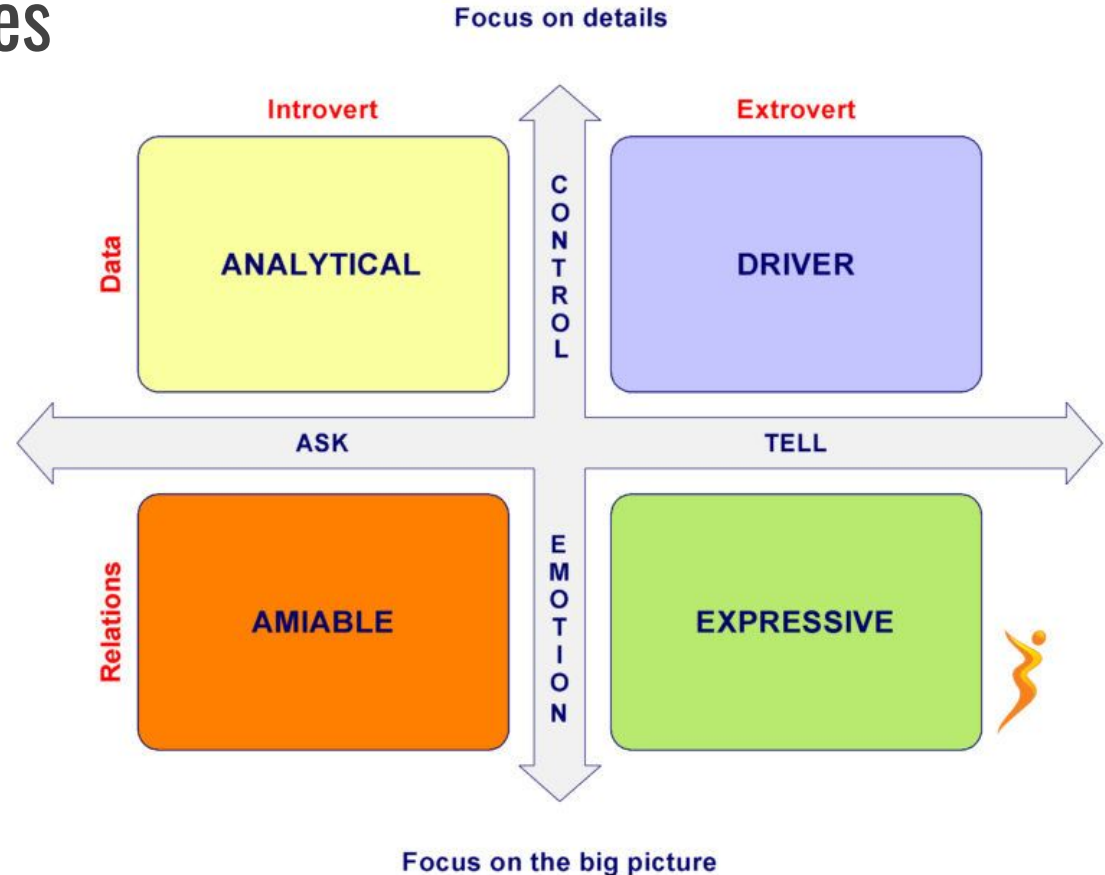 es
Focus on details
Introvert
Extrovert
Data
ANALYTICAL
CONTROL
DRIVER
ASK
TELL
Relations
AMIABLE
EMOTION
EXPRESSIVE
Focus on the big picture